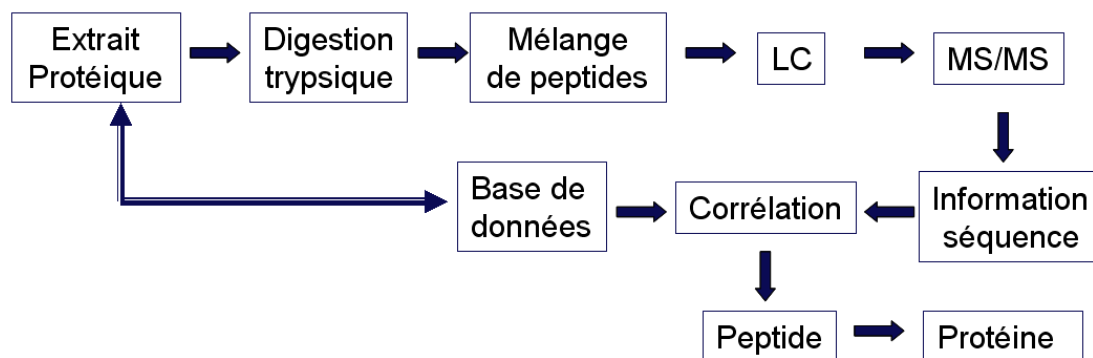 Extrait
Protéique
Digestion
trypsique
Mélange
de peptides
LC
MS/MS
Base de
données
Corrélation
Information
séquence
Peptide
Protéine